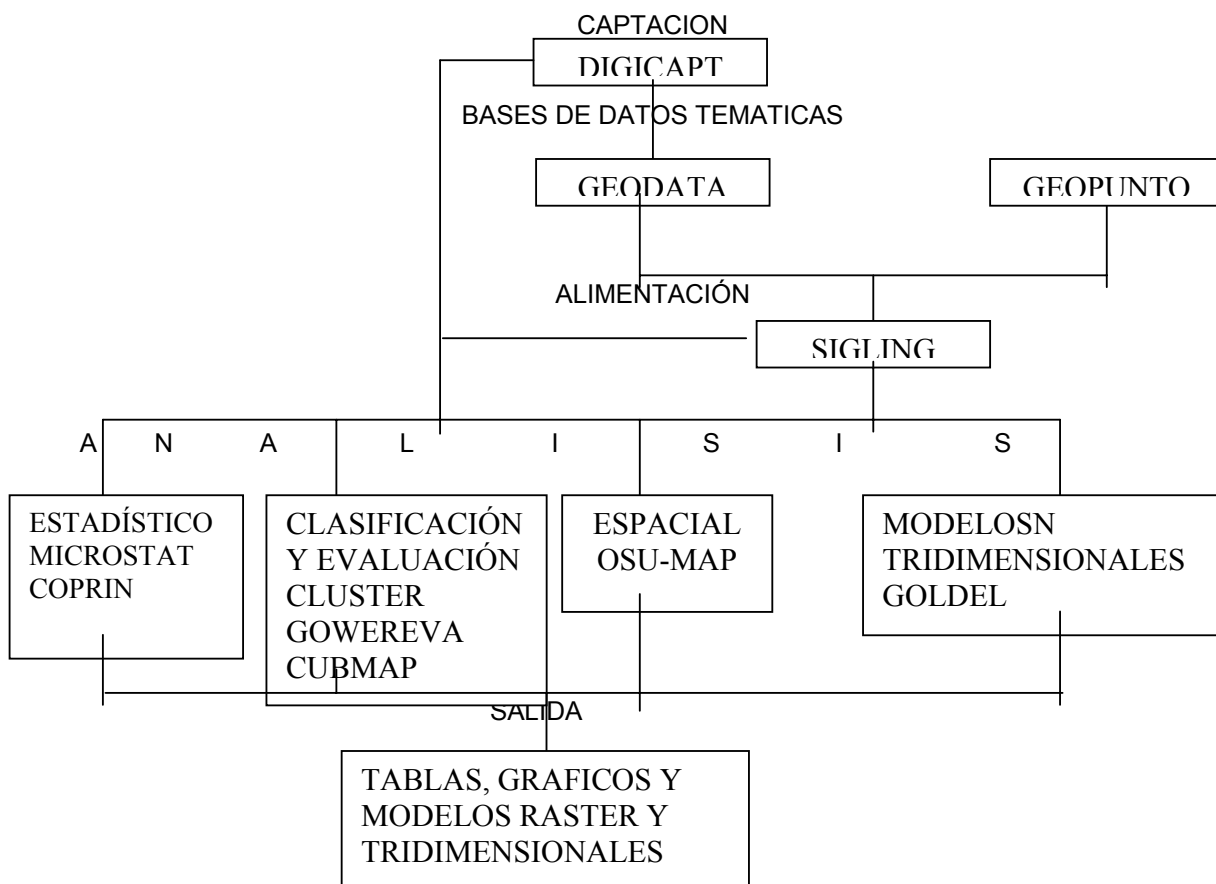 CAPTACION
DIGICAPT
BASES DE DATOS TEMATICAS
GEODATA
GEOPUNTO
ALIMENTACIÓN
SIGLING
A N A L I S I S
ESTADÍSTICO
MICROSTAT
COPRIN
CLASIFICACIÓN
Y EVALUACIÓN
CLUSTER
GOWEREVA
CUBMAP
ESPACIAL
OSU-MAP
MODELOSN
TRIDIMENSIONALES
GOLDEL
SALIDA
TABLAS, GRAFICOS Y
MODELOS RASTER Y
TRIDIMENSIONALES